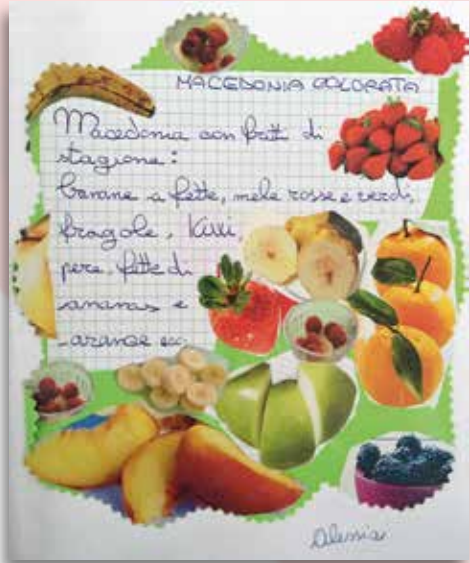 MACEDONIA COLORATA
Macedonia con frutti di
stagione:
banane a fette, mele rosse e verdi,
fragole, Kiwi,
pere, fette di
ananas e
arance ecc.
Alessia